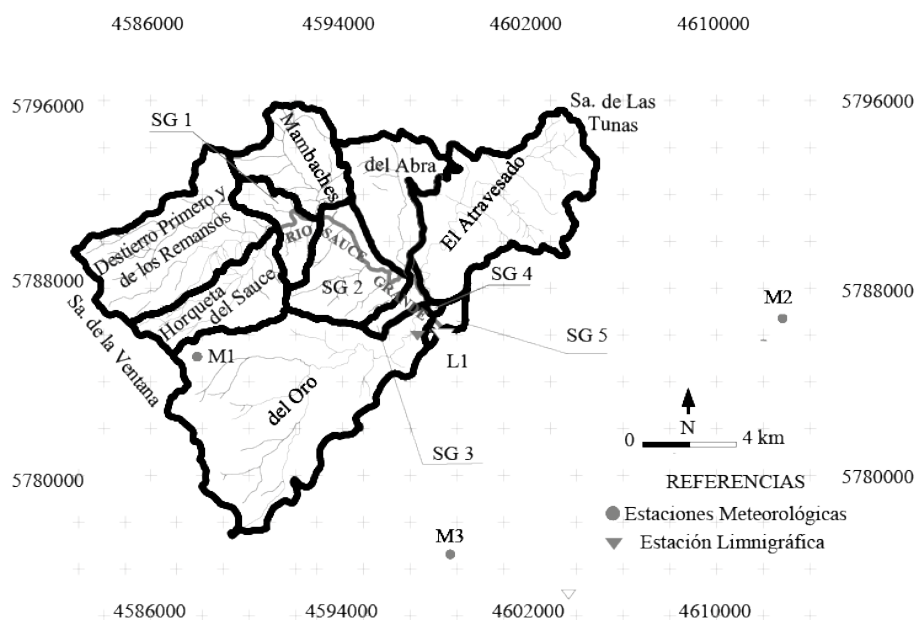 4586000 4594000 4602000 4610000
5796000
5796000
Sa. de Las
Tunas
SG 1
Mambaches
del Abra
El Atravesado
Destierro Primero y
de los Remansos
RIO SAUCE GRANDE
5788000
5788000
Horqueta
del Sauce
SG 2
SG 4
M2
SG 5
Sa. de la Ventana
M1
L1
del Oro
N
0 4 km
SG 3
5780000
5780000
REFERENCIAS
Estaciones Meteorológicas
Estación Limnigráfica
M3
4586000 4594000 4602000 4610000